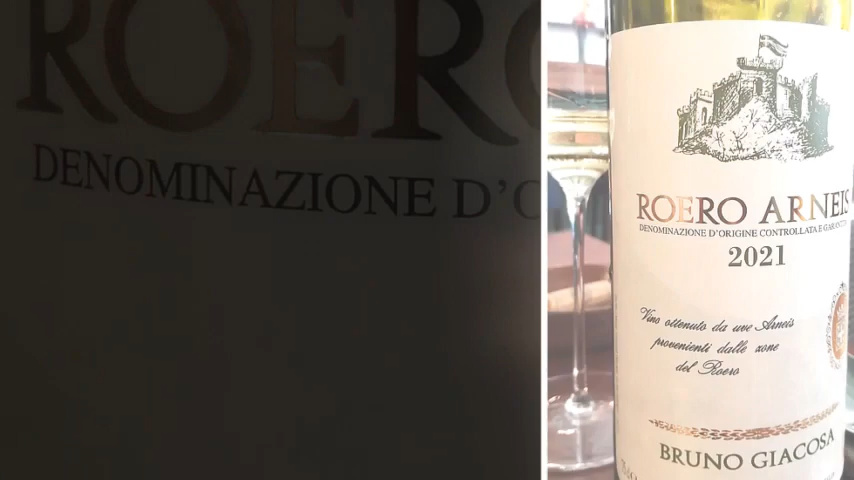 ROERO
DENOMINAZIONE D'O
ROERO ARNEIS
DENOMINAZIONE D'ORIGINE CONTROLLATA E GARANTITA
2021
Vino ottenuto da uve Arneis
provenienti dalle zone
del Roero
BRUNO GIACOSA